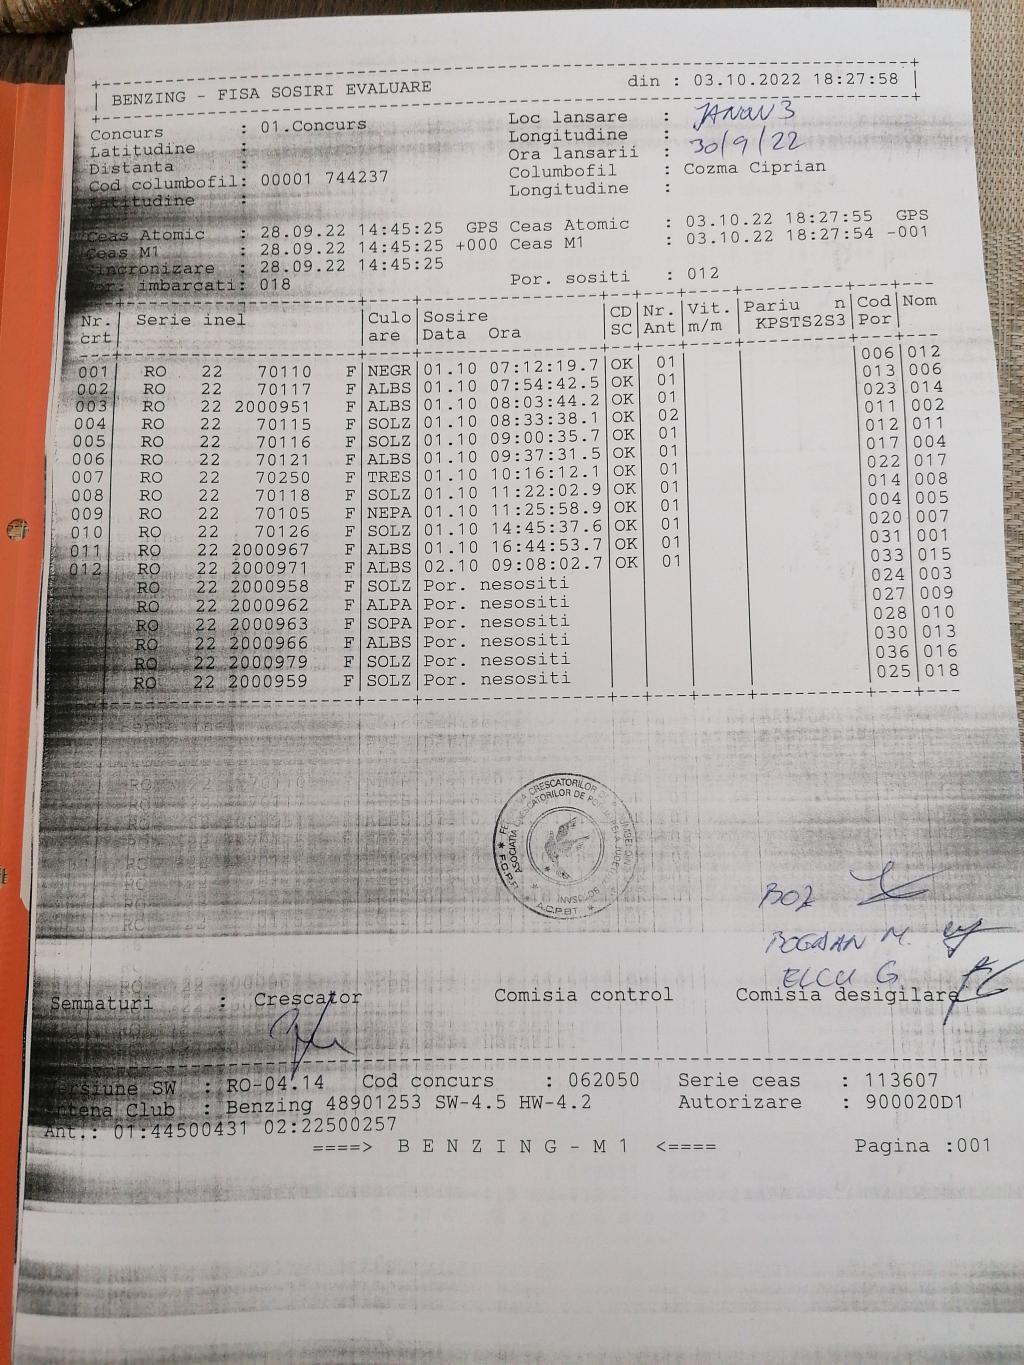 BENZING - FISA SOSIRI EVALUARE din : 03.10.2022 18:27:58
Concurs : 01.Concurs Loc lansare : JANOW 3
Latitudine : Longitudine : 30/9/22
Distanta : Ora lansarii :
Cod columbofil: 00001 744237 Columbofil : Cozma Ciprian
Latitudine : Longitudine :
Ceas Atomic : 28.09.22 14:45:25 GPS Ceas Atomic : 03.10.22 18:27:55 GPS
Ceas M1 : 28.09.22 14:45:25 +000 Ceas M1 : 03.10.22 18:27:54 -001
Sincronizare : 28.09.22 14:45:25
Por. imbarcati: 018 Por. sositi : 012
Nr. Serie inel Culo Sosire CD Nr. Vit. Pariu n Cod Nom
crt are Data Ora SC Ant m/m KPSTS2S3 Por
001 RO 22 70110 F NEGR 01.10 07:12:19.7 OK 01 006 012
002 RO 22 70117 F ALBS 01.10 07:54:42.5 OK 01 013 006
003 RO 22 2000951 F ALBS 01.10 08:03:44.2 OK 01 023 014
004 RO 22 70115 F SOLZ 01.10 08:33:38.1 OK 02 011 002
005 RO 22 70116 F SOLZ 01.10 09:00:35.7 OK 01 012 011
006 RO 22 70121 F ALBS 01.10 09:37:31.5 OK 01 017 004
007 RO 22 70250 F TRES 01.10 10:16:12.1 OK 01 022 017
008 RO 22 70118 F SOLZ 01.10 11:22:02.9 OK 01 014 008
009 RO 22 70105 F NEPA 01.10 11:25:58.9 OK 01 004 005
010 RO 22 70126 F SOLZ 01.10 14:45:37.6 OK 01 020 007
011 RO 22 2000967 F ALBS 01.10 16:44:53.7 OK 01 031 001
012 RO 22 2000971 F ALBS 02.10 09:08:02.7 OK 01 033 015
RO 22 2000958 F SOLZ Por. nesositi 024 003
RO 22 2000962 F ALPA Por. nesositi 027 009
RO 22 2000963 F SOPA Por. nesositi 028 010
RO 22 2000966 F ALBS Por. nesositi 030 013
RO 22 2000979 F SOLZ Por. nesositi 036 016
RO 22 2000959 F SOLZ Por. nesositi 025 018
A.C.P.BT.
BOZ
BOGDAN M.
ELCU G
Semnaturi : Crescator Comisia control Comisia desigilare
Versiune SW : RO-04.14 Cod concurs : 062050 Serie ceas : 113607
Antena Club : Benzing 48901253 SW-4.5 HW-4.2 Autorizare : 900020D1
Ant.: 01:44500431 02:22500257
====> B E N Z I N G - M 1 <==== Pagina :001